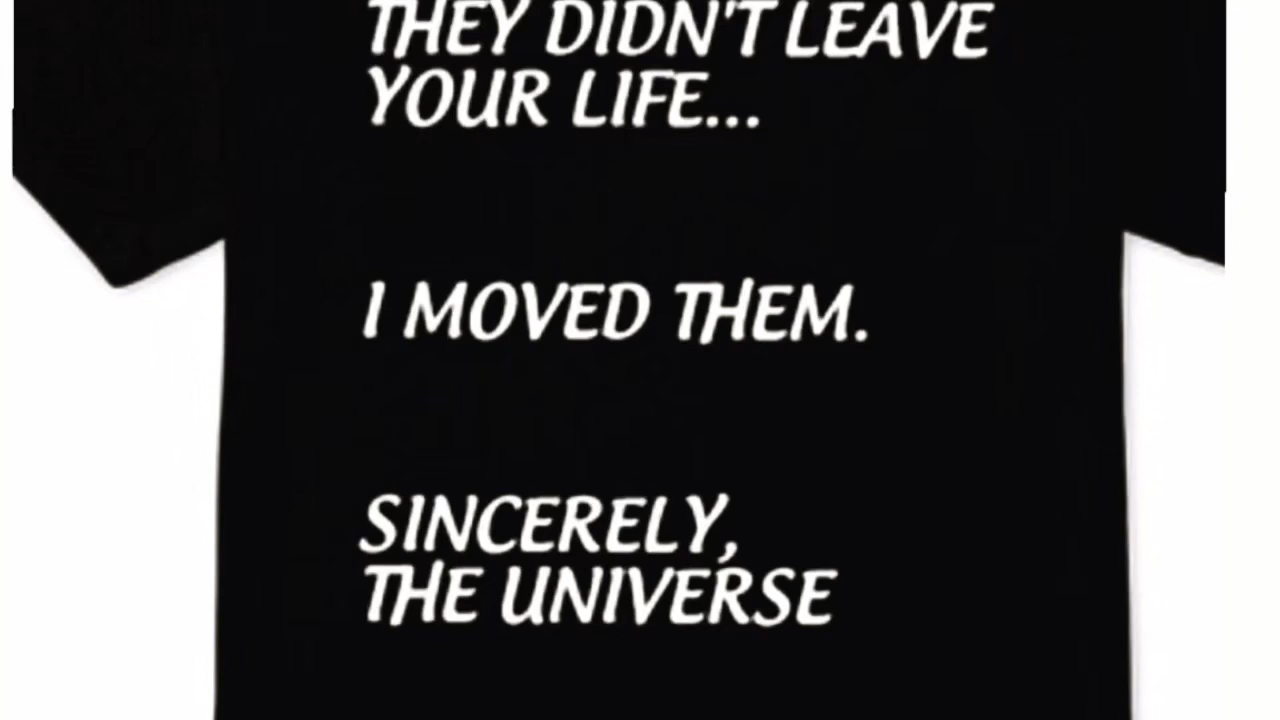 THEY DIDN'T LEAVE
YOUR LIFE...
I MOVED THEM.
SINCERELY,
THE UNIVERSE